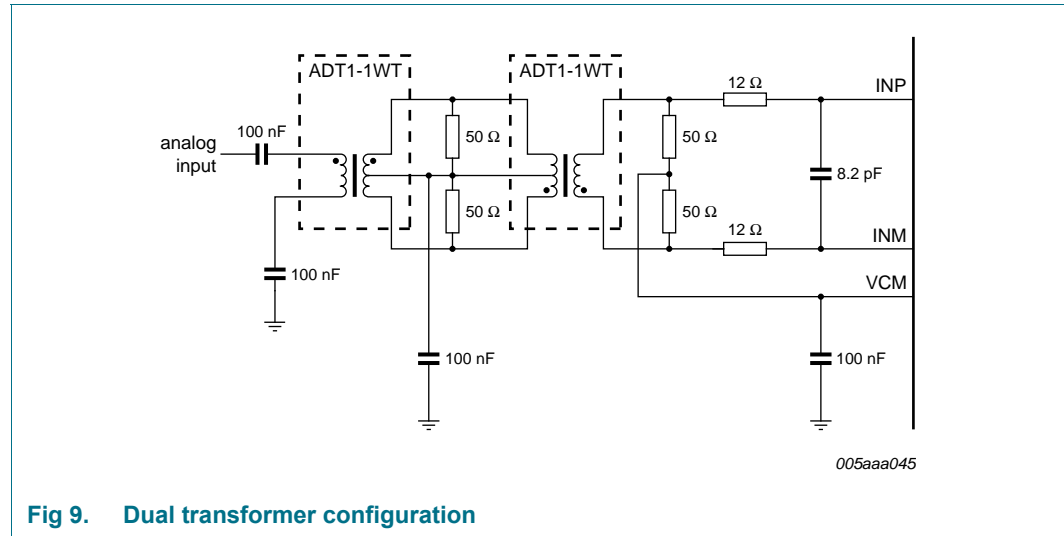 ADT1-1WT
ADT1-1WT
12 Ω
INP
analog
input
100 nF
50 Ω
50 Ω
8.2 pF
50 Ω
50 Ω
12 Ω
INM
100 nF
VCM
100 nF
100 nF
005aaa045
Fig 9. Dual transformer configuration